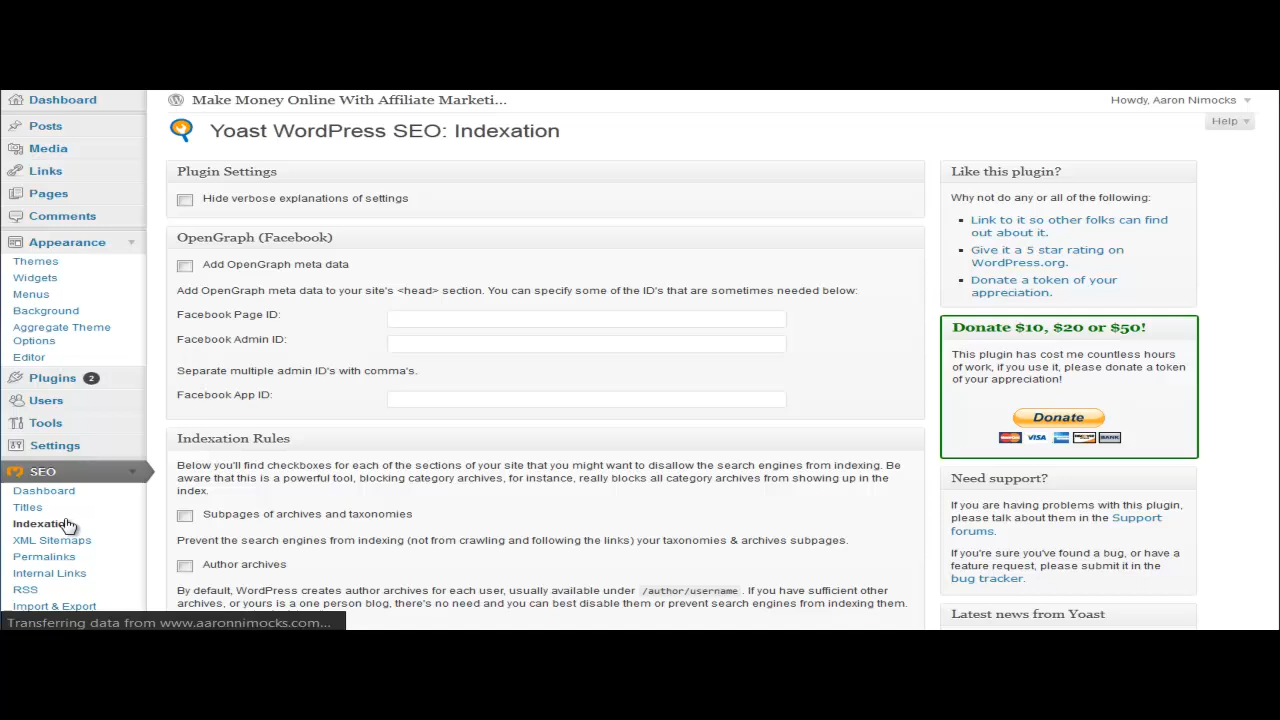 Dashboard
Posts
Media
Links
Pages
Comments
Appearance
Themes
Widgets
Menus
Background
Aggregate Theme
Options
Editor
Plugins 2
Users
Tools
Settings
SEO
Dashboard
Titles
Indexation
XML Sitemaps
Permalinks
Internal Links
RSS
Import & Export
Transferring data from www.aaronnimocks.com...
Make Money Online With Affiliate Marketi...
Howdy, Aaron Nimocks
Help
Yoast WordPress SEO: Indexation
Plugin Settings
Hide verbose explanations of settings
OpenGraph (Facebook)
Add OpenGraph meta data
Add OpenGraph meta data to your site's <head> section. You can specify some of the ID's that are sometimes needed below:
Facebook Page ID:
Facebook Admin ID:
Separate multiple admin ID's with comma's.
Facebook App ID:
Indexation Rules
Below you'll find checkboxes for each of the sections of your site that you might want to disallow the search engines from indexing. Be
aware that this is a powerful tool, blocking category archives, for instance, really blocks all category archives from showing up in the
index.
Subpages of archives and taxonomies
Prevent the search engines from indexing (not from crawling and following the links) your taxonomies & archives subpages.
Author archives
By default, WordPress creates author archives for each user, usually available under /author/username . If you have sufficient other
archives, or yours is a one person blog, there's no need and you can best disable them or prevent search engines from indexing them.
Like this plugin?
Why not do any or all of the following:
Link to it so other folks can find
out about it.
Give it a 5 star rating on
WordPress.org.
Donate a token of your
appreciation.
Donate $10, $20 or $50!
This plugin has cost me countless hours
of work, if you use it, please donate a token
of your appreciation!
Donate
VISA
BANK
Need support?
If you are having problems with this plugin,
please talk about them in the Support
forums.
If you're sure you've found a bug, or have a
feature request, please submit it in the
bug tracker.
Latest news from Yoast